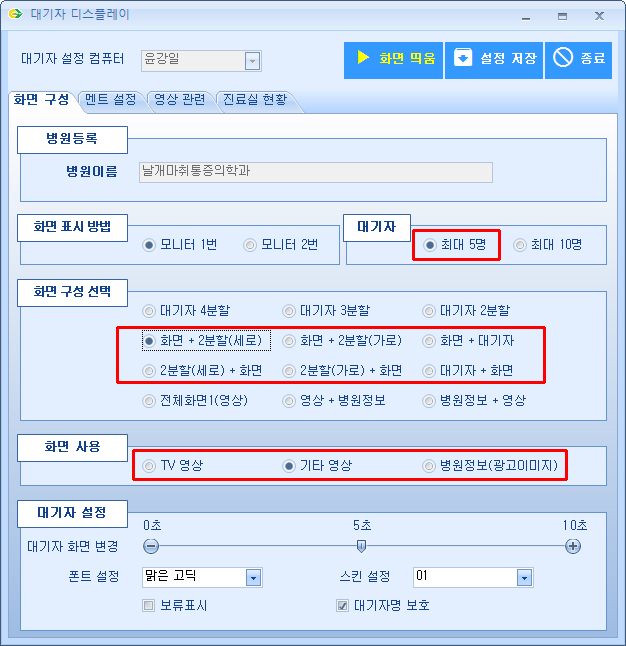 대기자 디스플레이
대기자 설정 컴퓨터 윤강일 화면 띄움 설정 저장 종료
화면 구성 멘트 설정 영상 관련 진료실 현황
병원등록
병원이름 날개마취통증의학과
화면 표시 방법 대기자
모니터 1번 모니터 2번 최대 5명 최대 10명
화면 구성 선택
대기자 4분할 대기자 3분할 대기자 2분할
화면 + 2분할(세로) 화면 + 2분할(가로) 화면 + 대기자
2분할(세로) + 화면 2분할(가로) + 화면 대기자 + 화면
전체화면1(영상) 영상 + 병원정보 병원정보 + 영상
화면 사용
TV 영상 기타 영상 병원정보(광고이미지)
대기자 설정
0초 5초 10초
대기자 화면 변경
폰트 설정 맑은 고딕 스킨 설정 01
보류표시 대기자명 보호